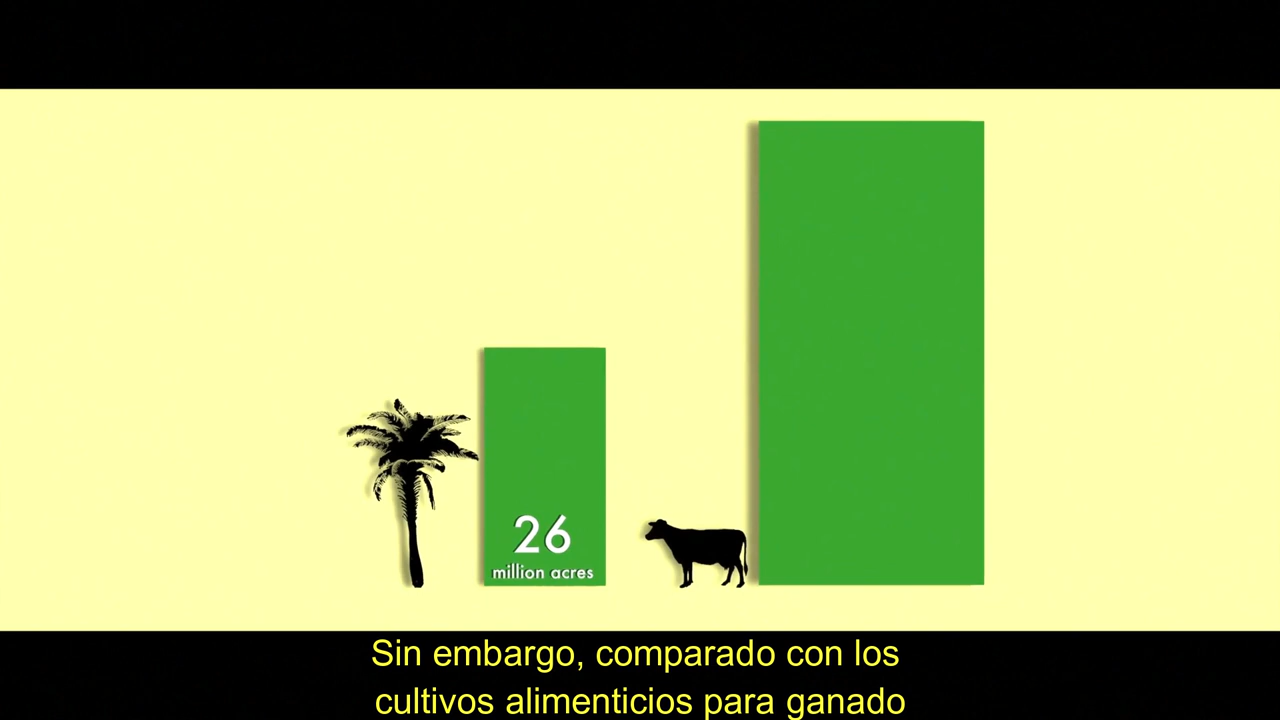 26
million acres
Sin embargo, comparado con los
cultivos alimenticios para ganado